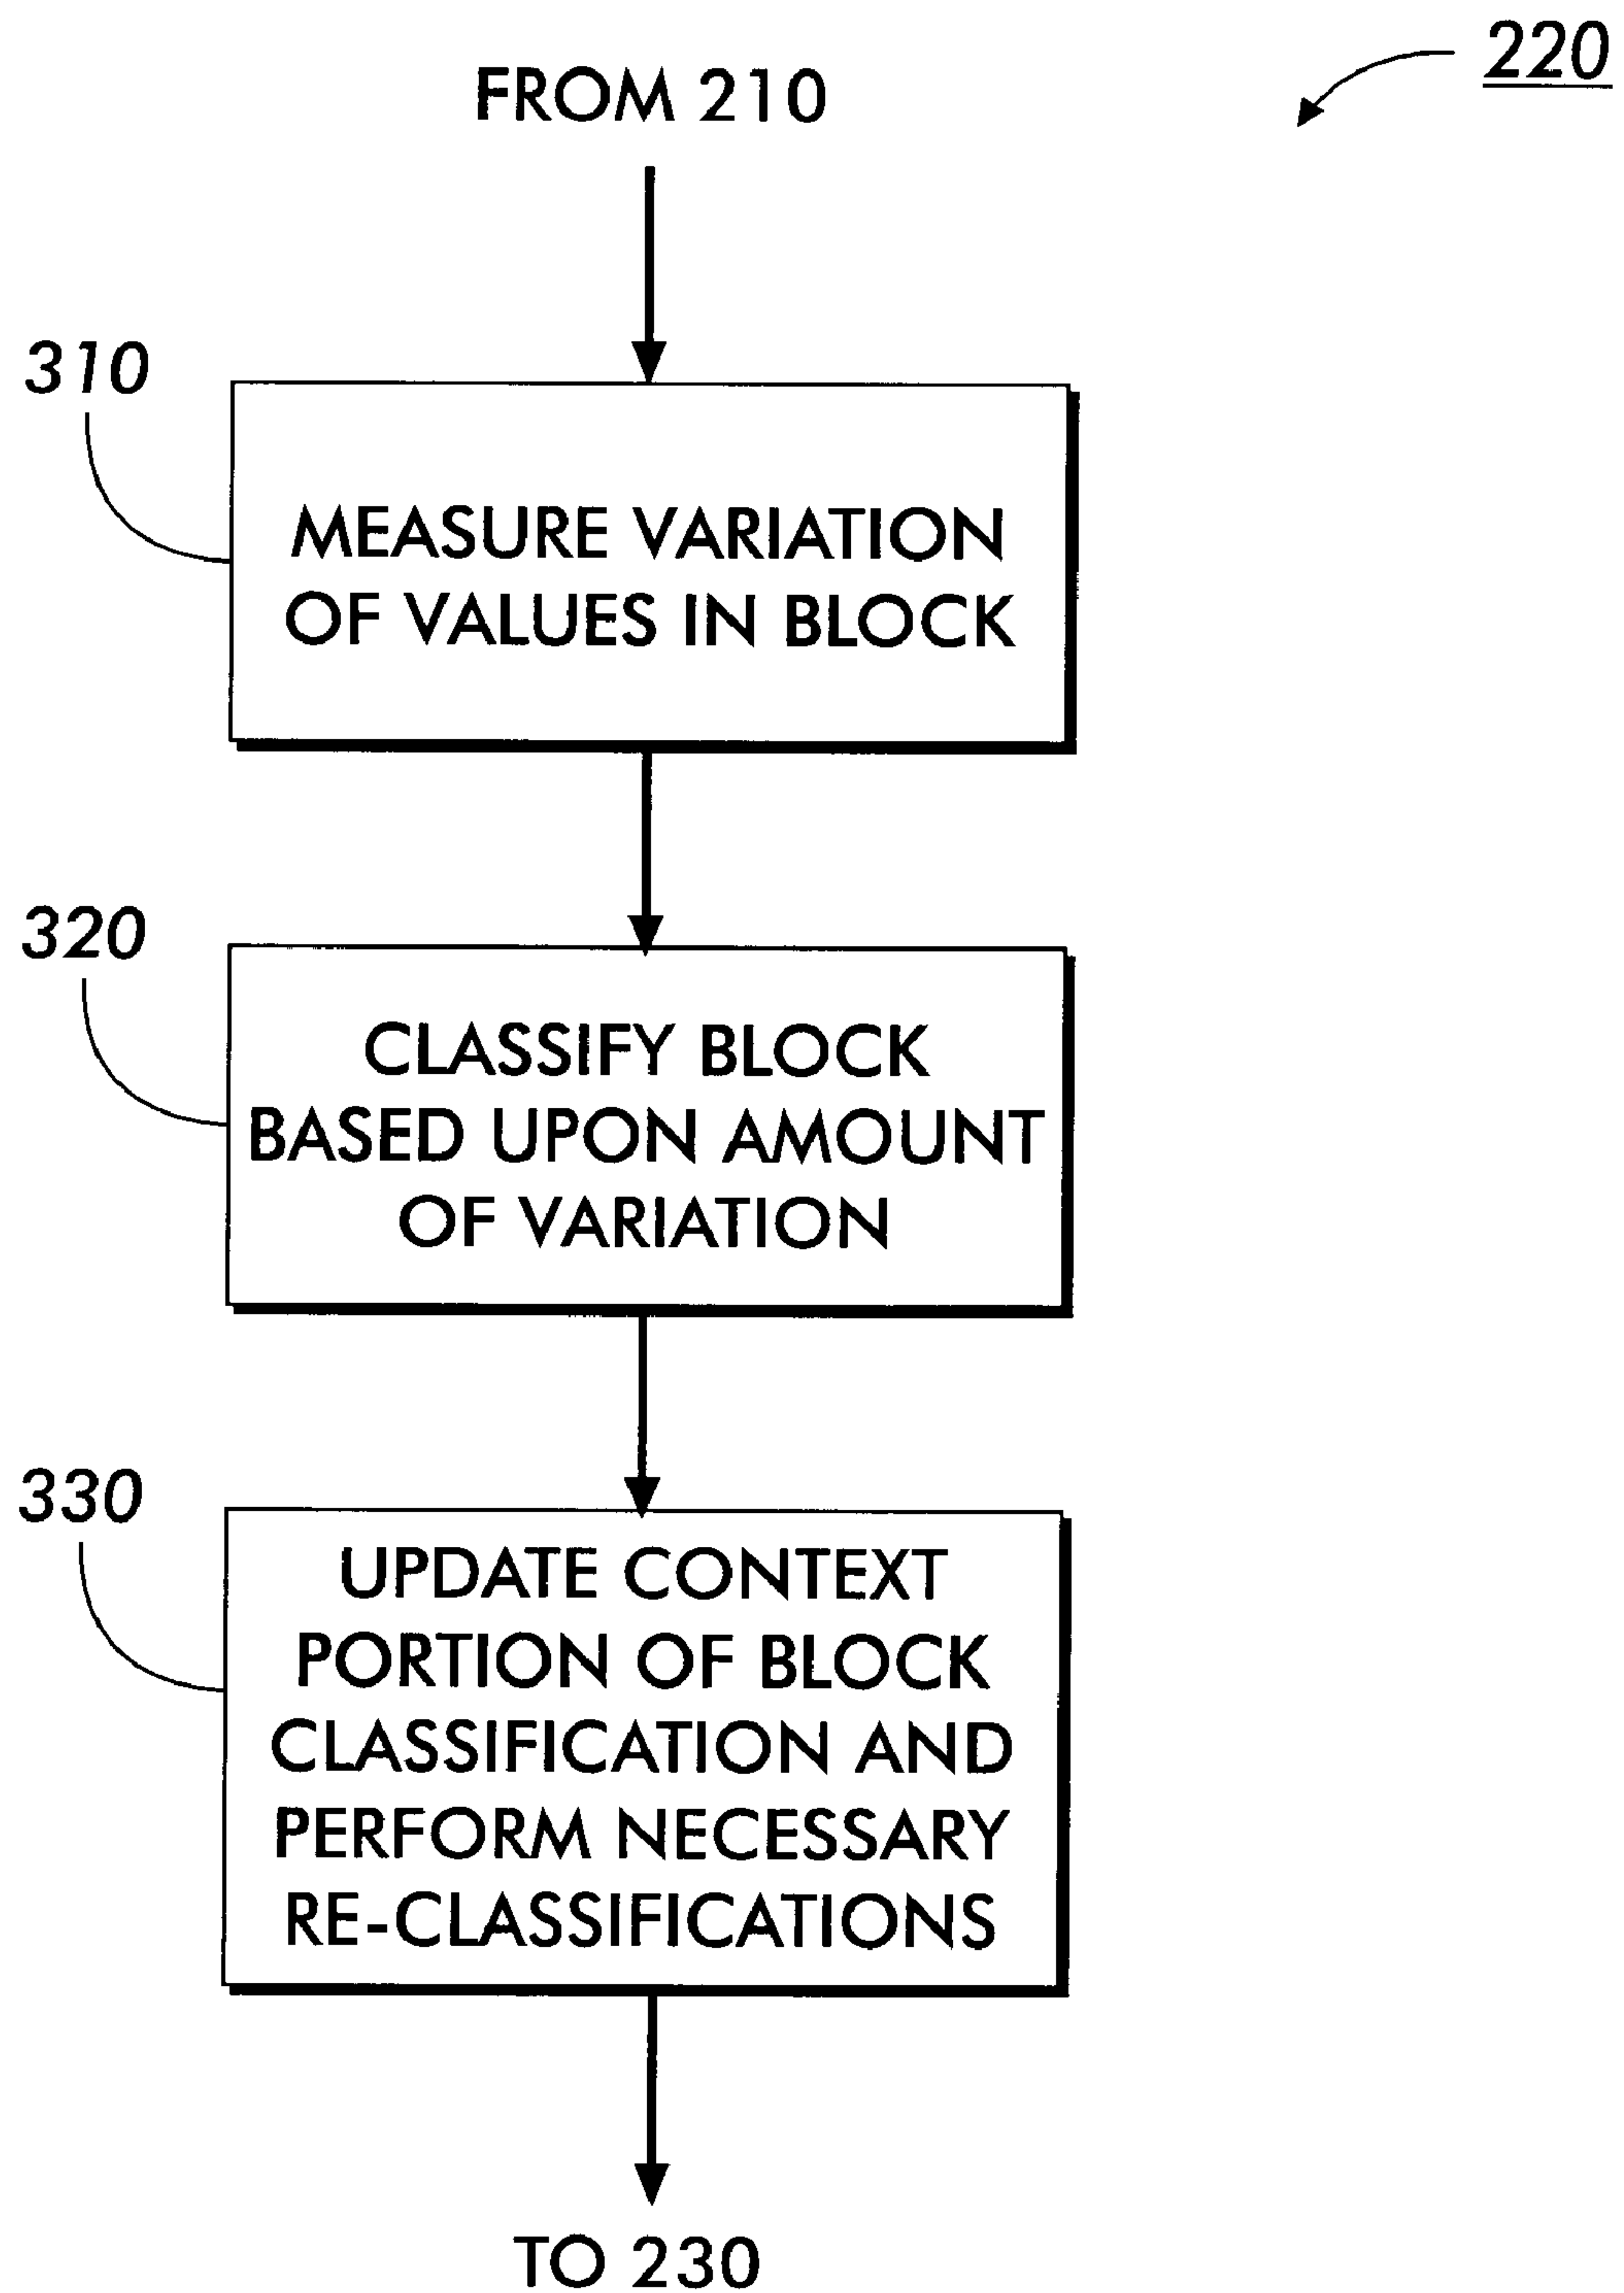 220
FROM 210
310
MEASURE VARIATION
OF VALUES IN BLOCK
320
CLASSIFY BLOCK
BASED UPON AMOUNT
OF VARIATION
330
UPDATE CONTEXT
PORTION OF BLOCK
CLASSIFICATION AND
PERFORM NECESSARY
RE-CLASSIFICATIONS
TO 230